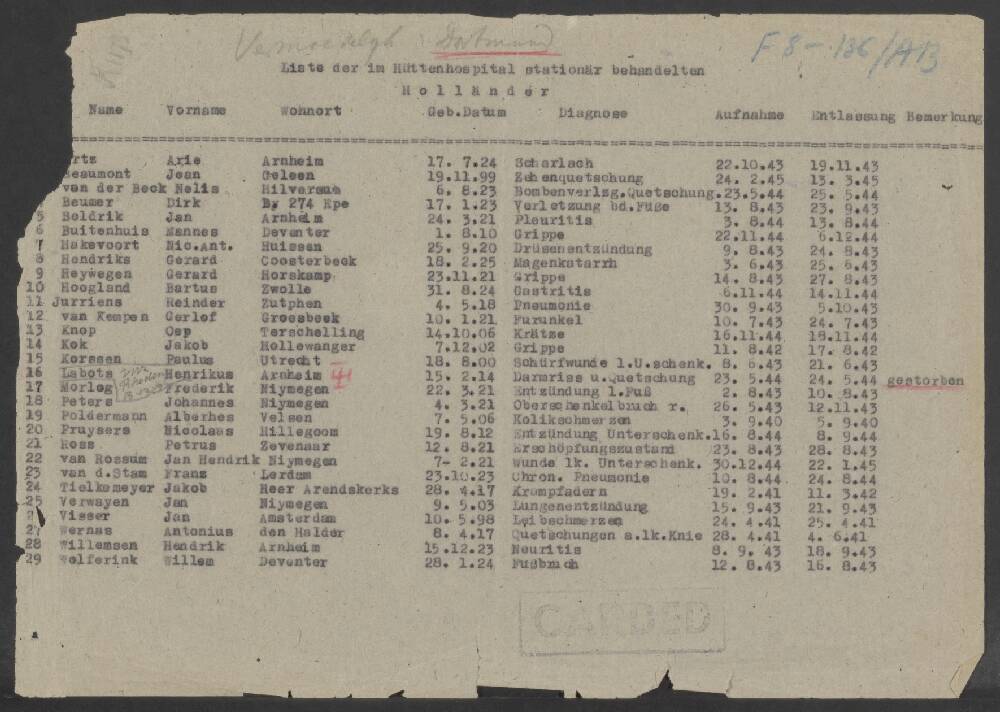 Dortmund
F 8-136/A13
Liste der im Hüttenhospital stationär behandelten
Holländer
Name Vorname Wohnort Geb.Datum Diagnose Aufnahme Entlassung Bemerkung
rtz Arie Arnheim 17. 7.24 Scharlach 22.10.43 19.11.43
eaumont Jean Geleen 19.11.99 Zehenquetschung 24. 2.45 13. 3.45
van der Beck Nelis Hilversum 6. 8.23 Bombenverlzg.Quetschung. 23.5.44 25. 5.44
Beumer Dirk By 274 Epe 17. 1.23 Verletzung bd.Füße 13. 8.43 23. 9.43
5 Boldrik Jan Arnheim 24. 3.21 Pleuritis 3. 8.44 13. 8.44
6 Buitenhuis Mannes Deventer 1. 8.10 Grippe 22.11.44 6.12.44
7 Hakevoort Nic.Ant. Huissen 25. 9.20 Drüsenentzündung 9. 8.43 24. 8.43
8 Hendriks Gerard Coosterbeek 18. 2.25 Magenkatarrh 3. 6.43 25. 6.43
9 Heywegen Gerard Horskamp 23.11.21 Grippe 14. 8.43 27. 8.43
10 Hoogland Bartus Zwolle 31. 8.24 Gastritis 6.11.44 14.11.44
11 Jurriens Reinder Zutphen 4. 5.18 Pneumonie 30. 9.43 5.10.43
12 van Kempen Gerlof Groesbeek 10. 1.21 Furunkel 10. 7.43 24. 7.43
13 Knop Oep Terschelling 14.10.06 Krätze 16.11.44 18.11.44
14 Kok Jakob Hollewanger 7.12.02 Grippe 11. 8.42 17. 8.42
15 Korssen Paulus Utrecht 18. 8.00 Schürfwunde l.U.schenk. 8. 6.43 21. 6.43
16 Labots Henrikus Arnheim 15. 2.14 Darmriss u.Quetschung 23. 5.44 24. 5.44 gestorben
17 Morlog Frederik Niymegen 22. 3.21 Entzündung l.Fuß 2. 8.43 10. 8.43
18 Peters Johannes Niymegen 4. 3.21 Oberschenkelbruch r. 26. 5.43 12.11.43
19 Poldermann Alberhes Velsen 7. 5.06 Kolikschmerzen 3. 9.40 5. 9.40
20 Pruysers Nicolaas Hillegoom 19. 8.12 Entzündung Unterschenk. 16. 8.44 8. 9.44
21 Ross Petrus Zevenaar 12. 8.21 Erschöpfungszustand 23. 8.43 28. 8.43
22 van Rossum Jan Hendrik Niymegen 7- 2.21 Wunde lk. Unterschenk. 30.12.44 22. 1.45
23 van d.Stam Franz Lerdam 23.10.23 Chron. Pneumonie 10. 8.44 24. 8.44
24 Tielkemeyer Jakob Heer Arendskerks 28. 4.17 Krampfadern 19. 2.41 11. 3.42
25 Verwayen Jan Niymegen 9. 5.03 Lungenentzündung 15. 9.43 21. 9.43
Visser Jan Amsterdam 10. 5.98 Leibschmerzen 24. 4.41 25. 4.41
27 Wernas Antonius den Halder 8. 4.17 Quetschungen a.lk.Knie 28. 4.41 4. 6.41
28 Willemsen Hendrik Arnheim 15.12.23 Neuritis 8. 9. 43 18. 9.43
29 Wolferink Willem Deventer 28. 1.24 Fußbruch 12. 8.43 16. 8.43
CARDED